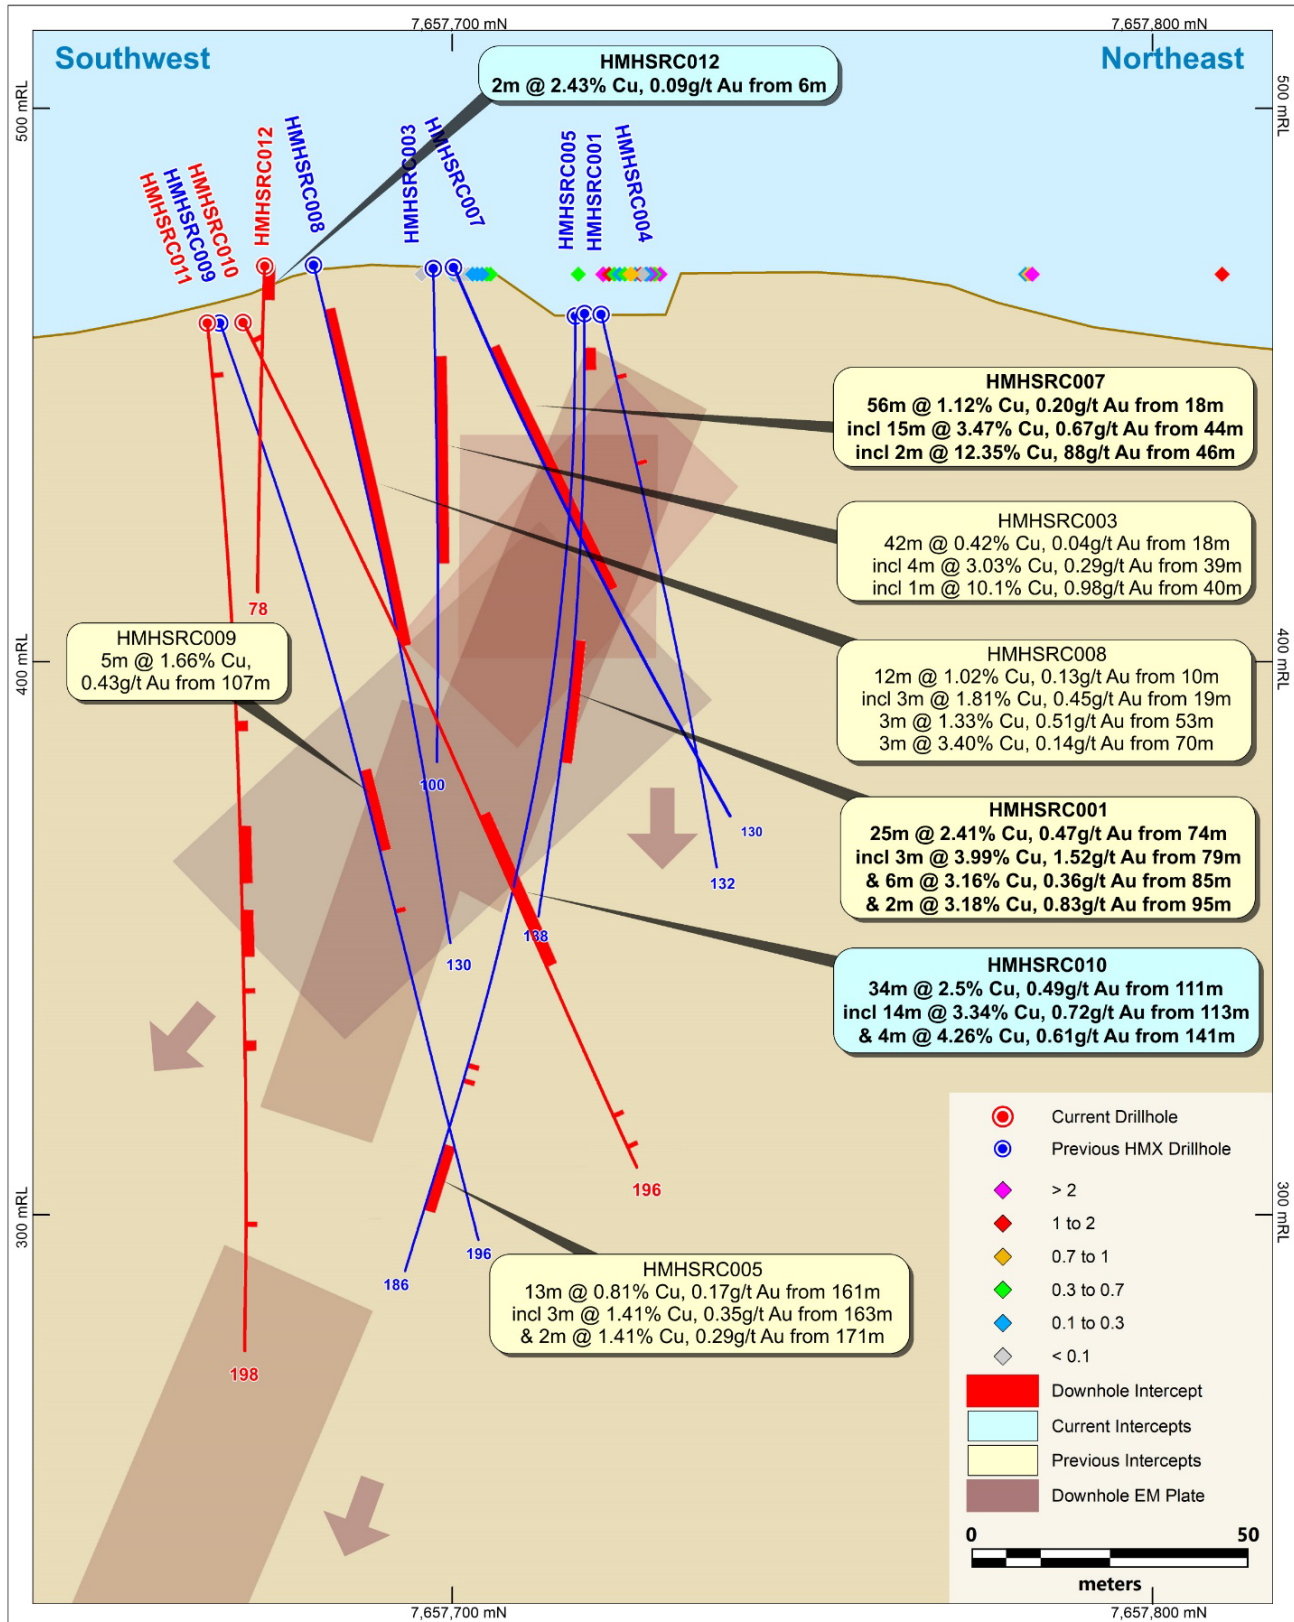 7,657,700 mN
7,657,800 mN
Southwest
Northeast
500 mRL
500 mRL
HMHSRC012
2m @ 2.43% Cu, 0.09g/t Au from 6m
HMHSRC011
HMHSRC009
HMHSRC010
HMHSRC012
HMHSRC008
HMHSRC003
HMHSRC007
HMHSRC005
HMHSRC001
HMHSRC004
HMHSRC007
56m @ 1.12% Cu, 0.20g/t Au from 18m
incl 15m @ 3.47% Cu, 0.67g/t Au from 44m
incl 2m @ 12.35% Cu, 88g/t Au from 46m
HMHSRC003
42m @ 0.42% Cu, 0.04g/t Au from 18m
incl 4m @ 3.03% Cu, 0.29g/t Au from 39m
incl 1m @ 10.1% Cu, 0.98g/t Au from 40m
78
HMHSRC009
5m @ 1.66% Cu,
0.43g/t Au from 107m
400 mRL
400 mRL
HMHSRC008
12m @ 1.02% Cu, 0.13g/t Au from 10m
incl 3m @ 1.81% Cu, 0.45g/t Au from 19m
3m @ 1.33% Cu, 0.51g/t Au from 53m
3m @ 3.40% Cu, 0.14g/t Au from 70m
100
130
132
HMHSRC001
25m @ 2.41% Cu, 0.47g/t Au from 74m
incl 3m @ 3.99% Cu, 1.52g/t Au from 79m
& 6m @ 3.16% Cu, 0.36g/t Au from 85m
& 2m @ 3.18% Cu, 0.83g/t Au from 95m
138
130
HMHSRC010
34m @ 2.5% Cu, 0.49g/t Au from 111m
incl 14m @ 3.34% Cu, 0.72g/t Au from 113m
& 4m @ 4.26% Cu, 0.61g/t Au from 141m
196
300 mRL
300 mRL
196
186
198
HMHSRC005
13m @ 0.81% Cu, 0.17g/t Au from 161m
incl 3m @ 1.41% Cu, 0.35g/t Au from 163m
& 2m @ 1.41% Cu, 0.29g/t Au from 171m
Current Drillhole
Previous HMX Drillhole
> 2
1 to 2
0.7 to 1
0.3 to 0.7
0.1 to 0.3
< 0.1
Downhole Intercept
Current Intercepts
Previous Intercepts
Downhole EM Plate
0
50
meters
7,657,700 mN
7,657,800 mN